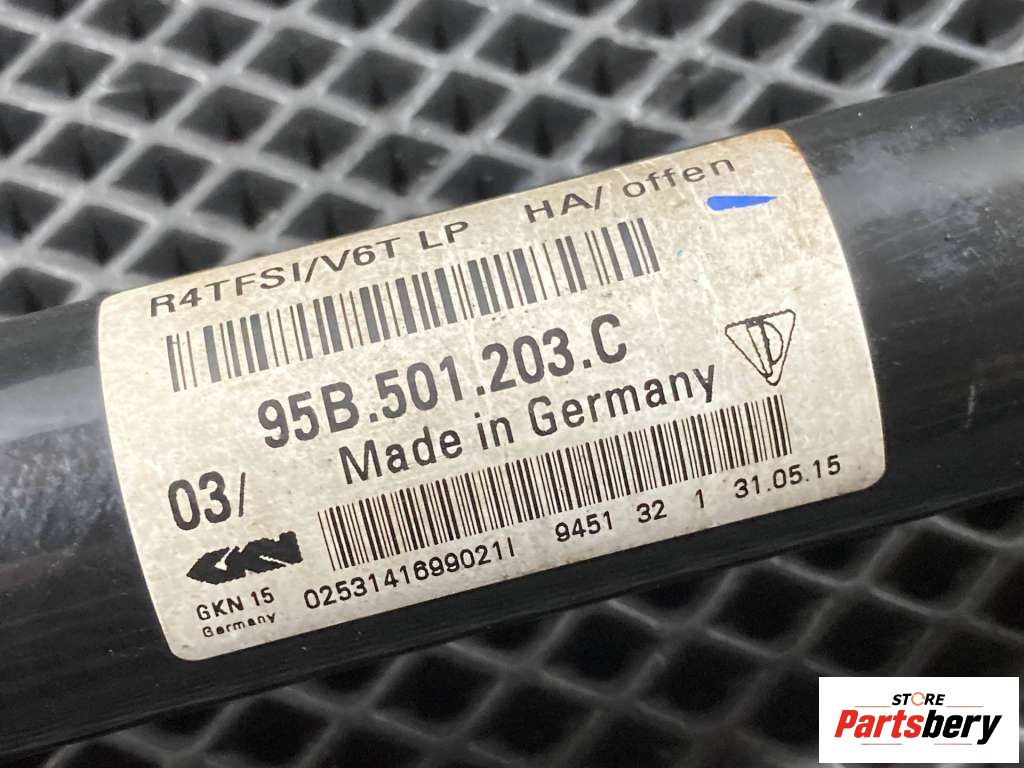 R4TFSI/V6T LP HA/ offen
95B.501.203.C
Made in Germany
03/
GKN
GKN 15
Germany
0253141699021I 9451 32 1 31.05.15
STORE
Partsbery